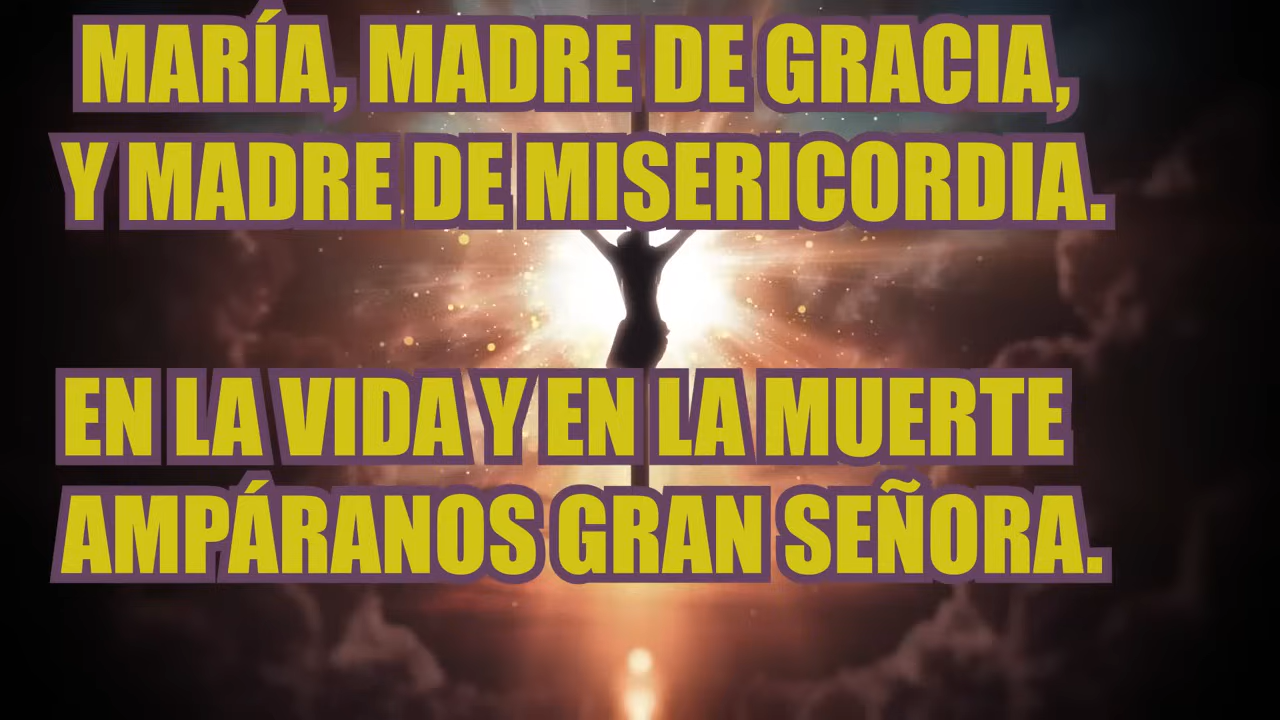 MARÍA, MADRE DE GRACIA,
Y MADRE DE MISERICORDIA.
EN LA VIDA Y EN LA MUERTE
AMPÁRANOS GRAN SEÑORA.